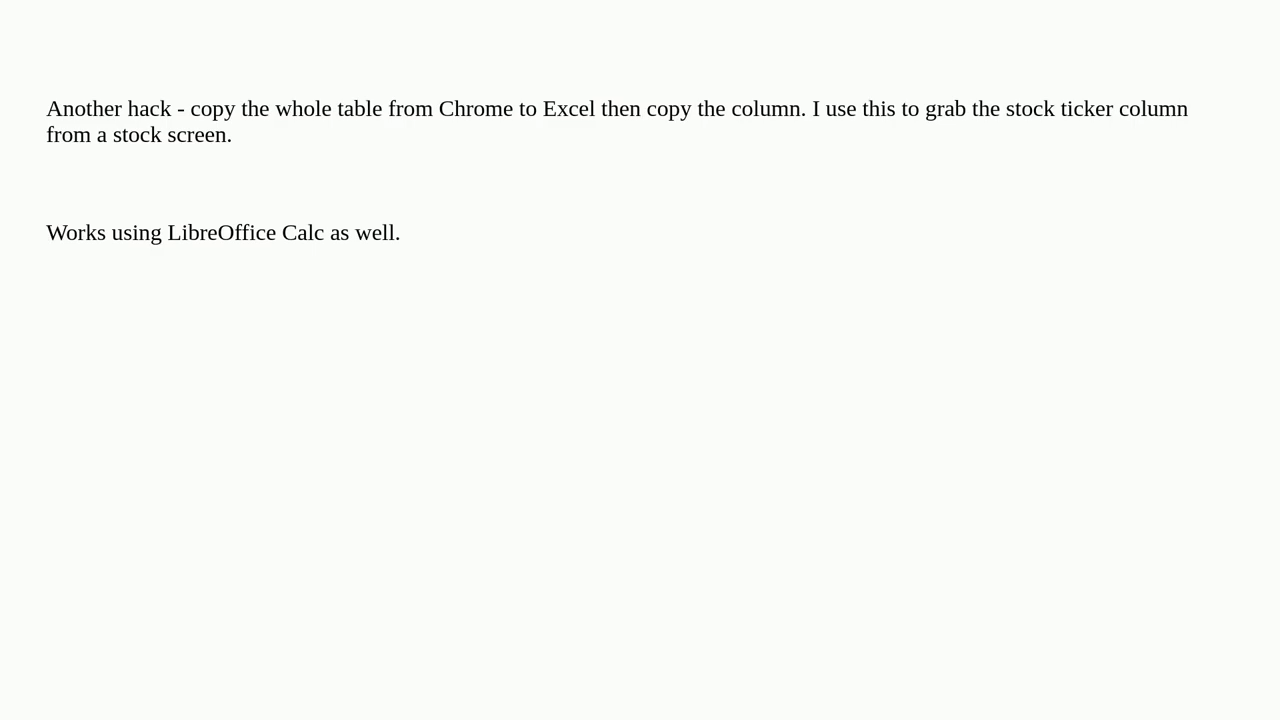 Another hack - copy the whole table from Chrome to Excel then copy the column. I use this to grab the stock ticker column
from a stock screen.
Works using LibreOffice Calc as well.